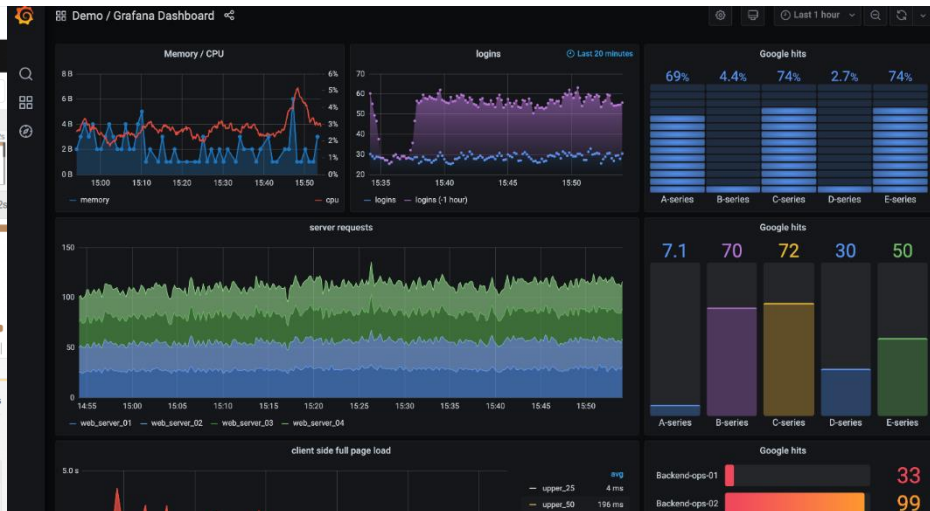 Demo / Grafana Dashboard
Last 1 hour
Memory / CPU
8 B
6 B
4 B
2 B
0 B
6%
5%
4%
3%
2%
1%
0%
15:00 15:10 15:20 15:30 15:40 15:50
memory
cpu
logins
Last 20 minutes
70
60
50
40
30
20
15:35 15:40 15:45 15:50
logins logins (-1 hour)
Google hits
69% 4.4% 74% 2.7% 74%
A-series B-series C-series D-series E-series
server requests
150
100
50
0
14:55 15:00 15:05 15:10 15:15 15:20 15:25 15:30 15:35 15:40 15:45 15:50
web_server_01 web_server_02 web_server_03 web_server_04
Google hits
7.1 70 72 30 50
A-series B-series C-series D-series E-series
client side full page load
5.0 s
avg
upper_25 4 ms
upper_50 196 ms
Google hits
Backend-ops-01 33
Backend-ops-02 99